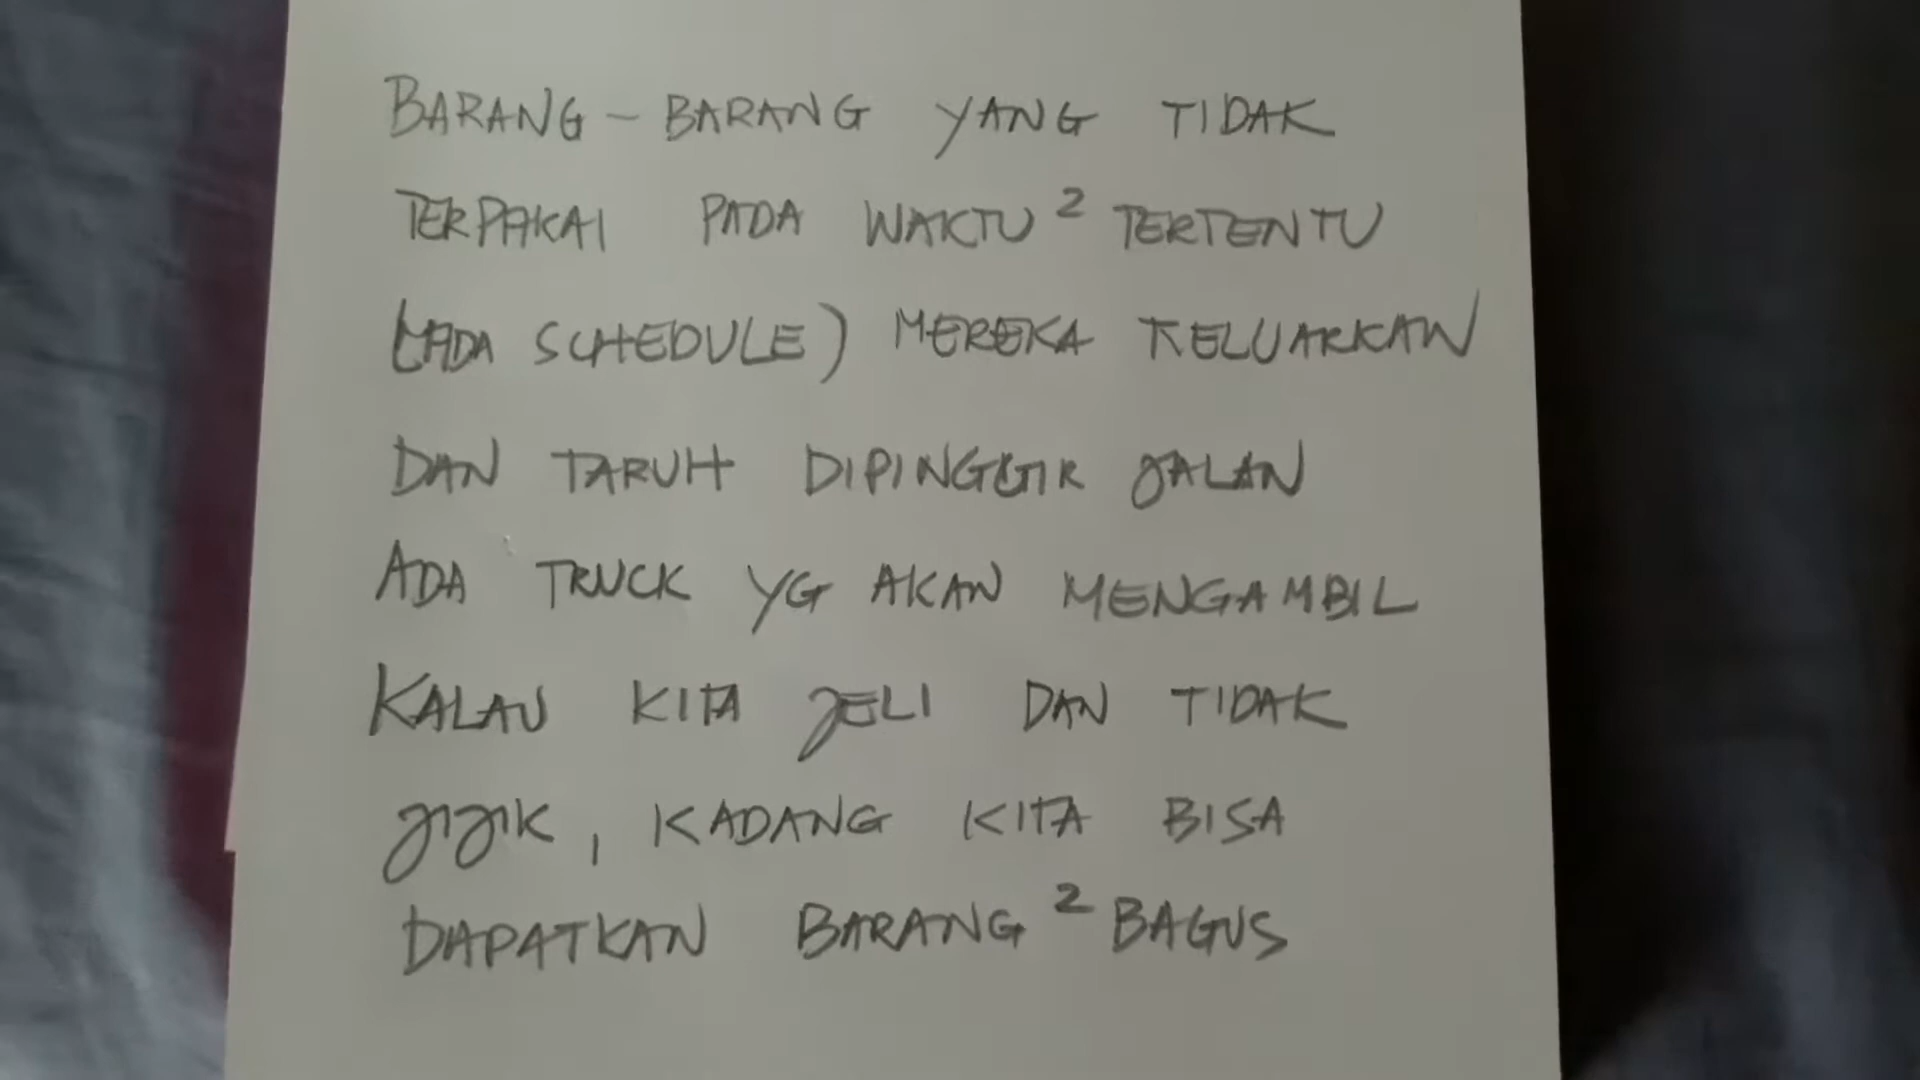 BARANG - BARANG YANG TIDAK
TERPAKAI PADA WAKTU ² TERTENTU
(ADA SCHEDULE) MEREKA KELUARKAN
DAN TARUH DIPINGGIR JALAN
ADA TRUCK YG AKAN MENGAMBIL
KALAU KITA JELI DAN TIDAK
JIJIK, KADANG KITA BISA
DAPATKAN BARANG ² BAGUS